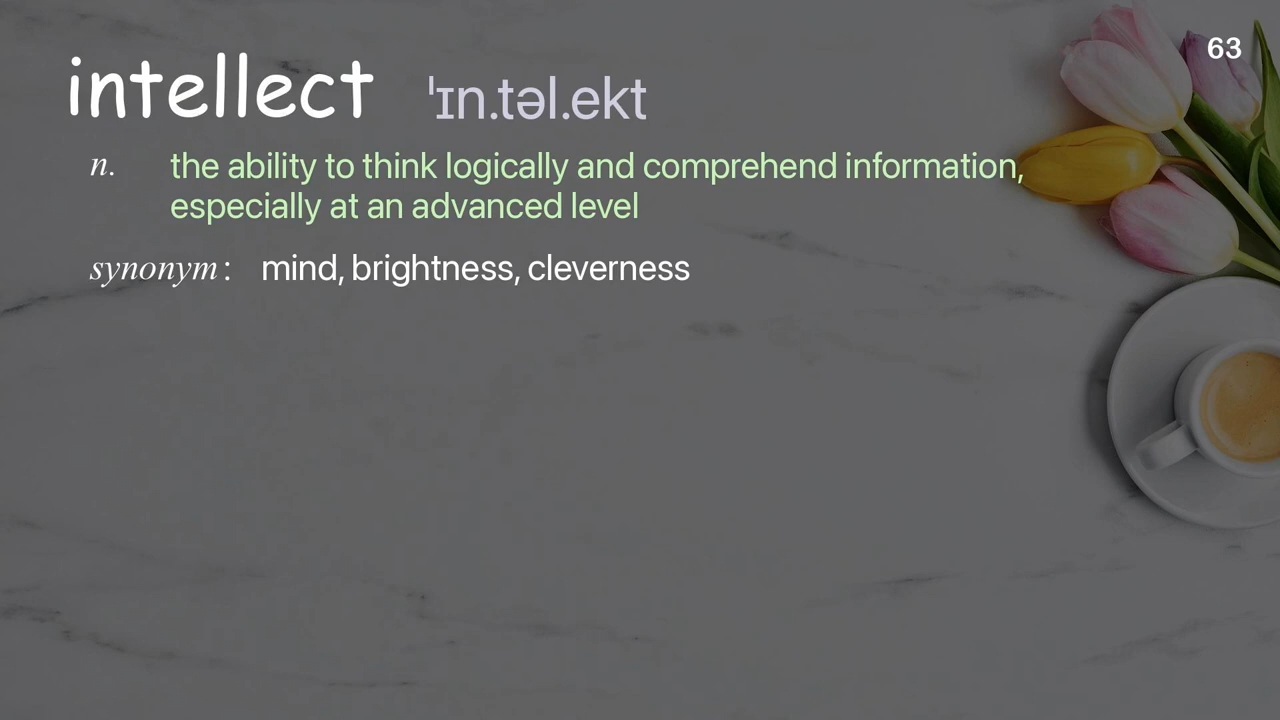 63
intellect ˈɪn.təl.ekt
n. the ability to think logically and comprehend information,
especially at an advanced level
synonym: mind, brightness, cleverness